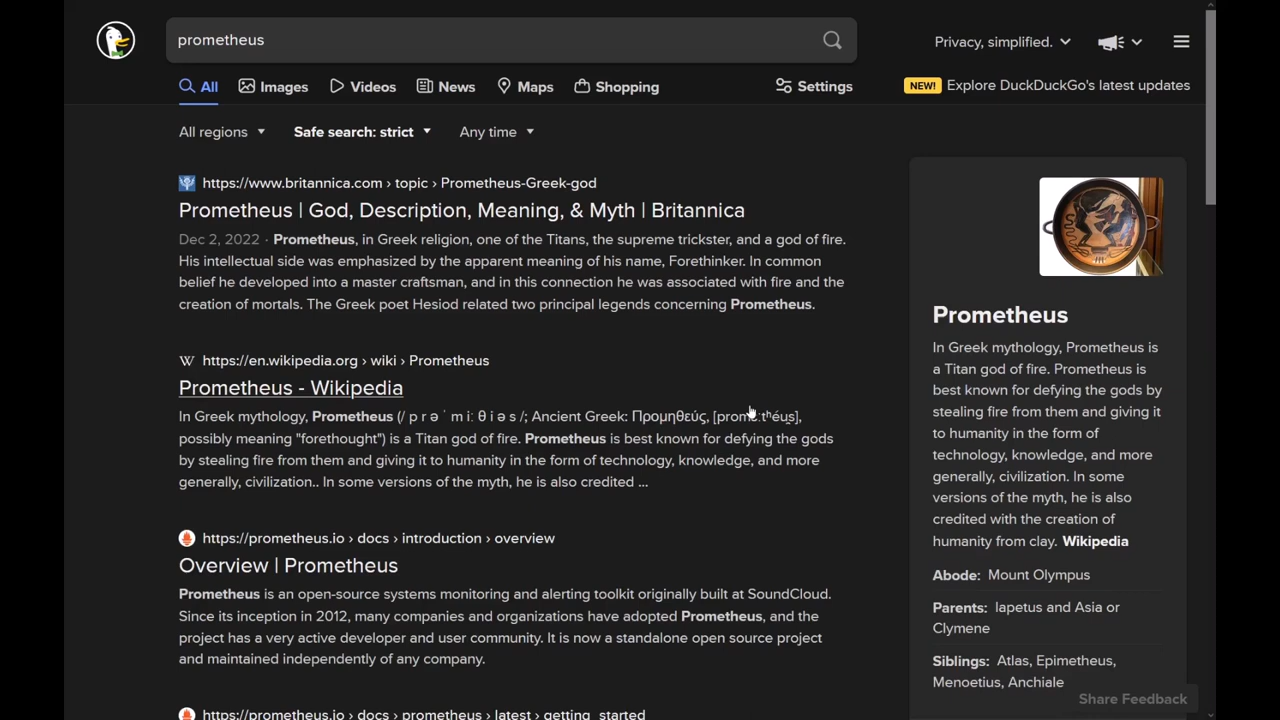 prometheus
Privacy, simplified.
All Images Videos News Maps Shopping Settings
NEW! Explore DuckDuckGo's latest updates
All regions Safe search: strict Any time
https://www.britannica.com › topic › Prometheus-Greek-god
Prometheus | God, Description, Meaning, & Myth | Britannica
Dec 2, 2022 · Prometheus, in Greek religion, one of the Titans, the supreme trickster, and a god of fire.
His intellectual side was emphasized by the apparent meaning of his name, Forethinker. In common
belief he developed into a master craftsman, and in this connection he was associated with fire and the
creation of mortals. The Greek poet Hesiod related two principal legends concerning Prometheus.
W https://en.wikipedia.org › wiki › Prometheus
Prometheus - Wikipedia
In Greek mythology, Prometheus (/ p r ə ˈ m iː θ i ə s /; Ancient Greek: Προμηθεύς,
possibly meaning "forethought") is a Titan god of fire. Prometheus is best known for defying the gods
by stealing fire from them and giving it to humanity in the form of technology, knowledge, and more
generally, civilization.. In some versions of the myth, he is also credited ...
https://prometheus.io › docs › introduction › overview
Overview | Prometheus
Prometheus is an open-source systems monitoring and alerting toolkit originally built at SoundCloud.
Since its inception in 2012, many companies and organizations have adopted Prometheus, and the
project has a very active developer and user community. It is now a standalone open source project
and maintained independently of any company.
https://prometheus.io › docs › prometheus › latest › getting_started
Prometheus
In Greek mythology, Prometheus is
a Titan god of fire. Prometheus is
best known for defying the gods by
stealing fire from them and giving it
to humanity in the form of
technology, knowledge, and more
generally, civilization. In some
versions of the myth, he is also
credited with the creation of
humanity from clay. Wikipedia
Abode: Mount Olympus
Parents: Iapetus and Asia or
Clymene
Siblings: Atlas, Epimetheus,
Menoetius, Anchiale
Share Feedback